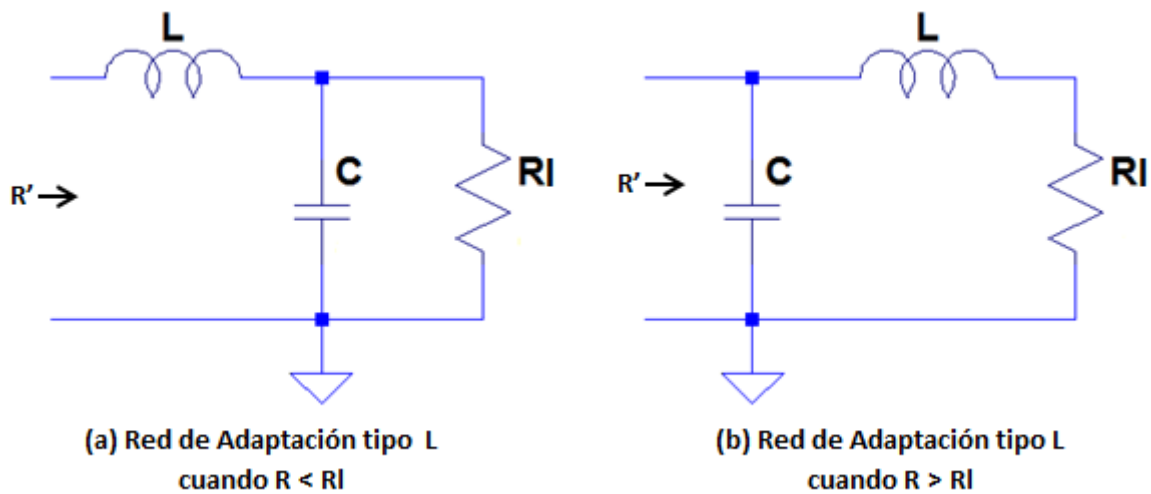 L
C
Rl
R'
(a) Red de Adaptación tipo L
cuando R < Rl
L
C
Rl
R'
(b) Red de Adaptación tipo L
cuando R > Rl